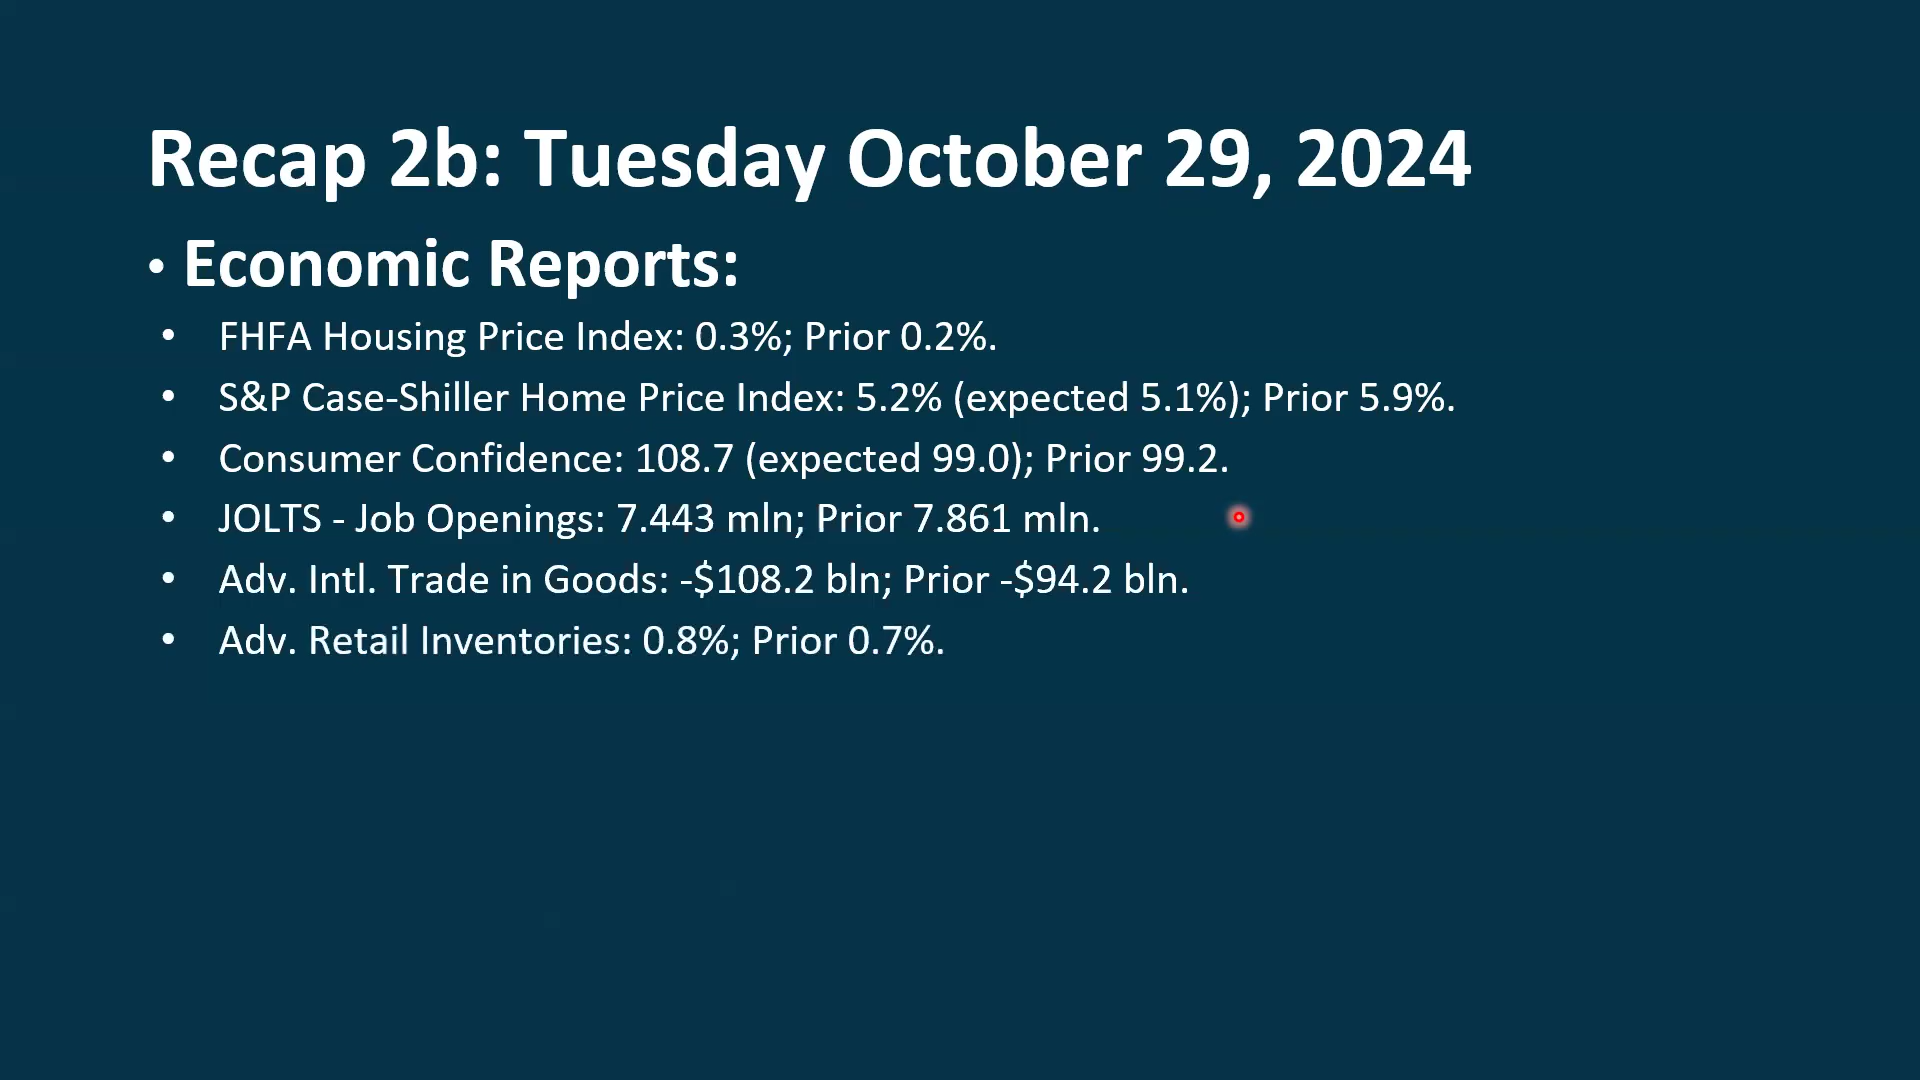 Recap 2b: Tuesday October 29, 2024
• Economic Reports:
• FHFA Housing Price Index: 0.3%; Prior 0.2%.
• S&P Case-Shiller Home Price Index: 5.2% (expected 5.1%); Prior 5.9%.
• Consumer Confidence: 108.7 (expected 99.0); Prior 99.2.
• JOLTS - Job Openings: 7.443 mln; Prior 7.861 mln.
• Adv. Intl. Trade in Goods: -$108.2 bln; Prior -$94.2 bln.
• Adv. Retail Inventories: 0.8%; Prior 0.7%.